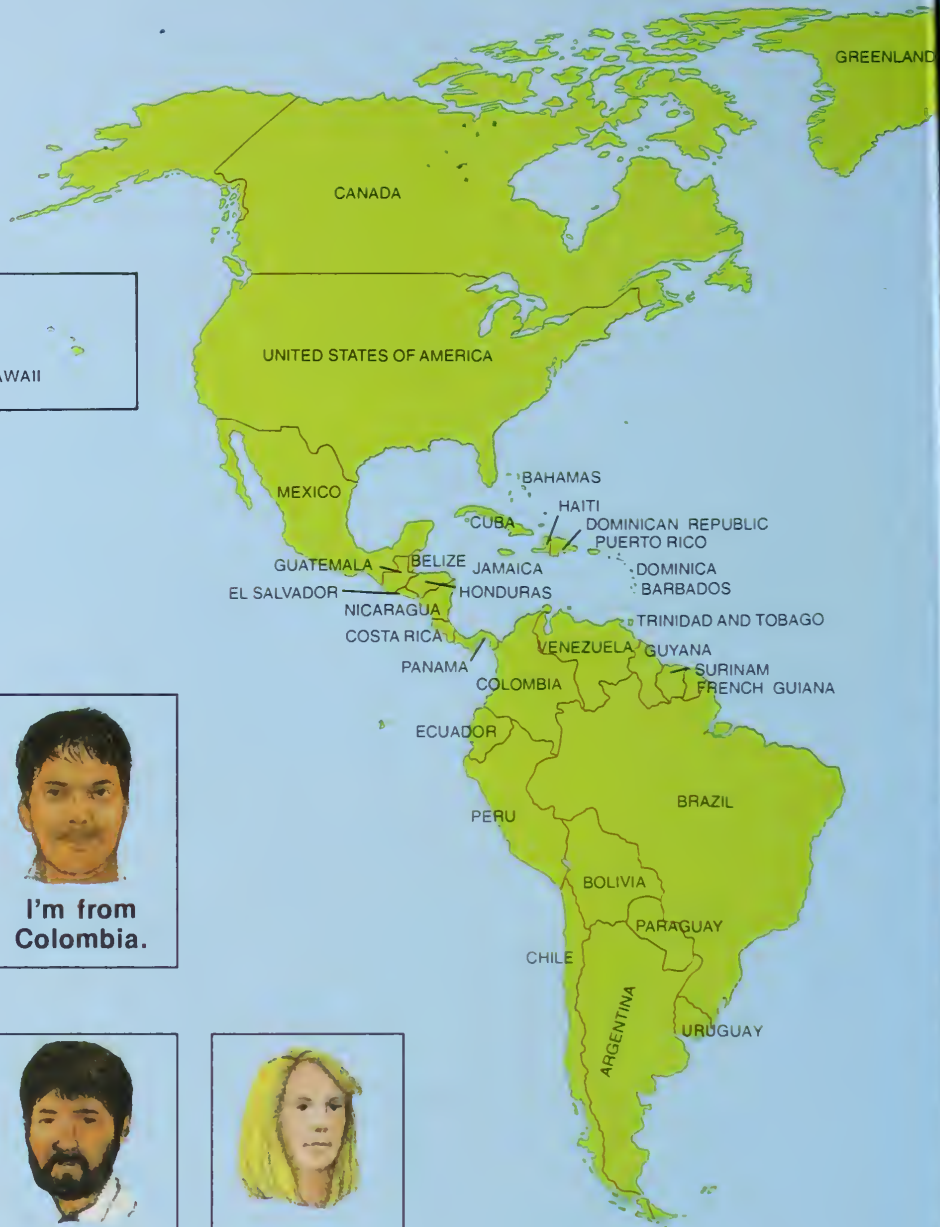 GREENLAND
CANADA
UNITED STATES OF AMERICA
AWAII
MEXICO
BAHAMAS
HAITI
CUBA
DOMINICAN REPUBLIC
PUERTO RICO
GUATEMALA
BELIZE
JAMAICA
DOMINICA
EL SALVADOR
HONDURAS
BARBADOS
NICARAGUA
TRINIDAD AND TOBAGO
COSTA RICA
VENEZUELA
GUYANA
PANAMA
SURINAM
COLOMBIA
FRENCH GUIANA
ECUADOR
BRAZIL
PERU
BOLIVIA
PARAGUAY
CHILE
ARGENTINA
URUGUAY
I'm from
Colombia.